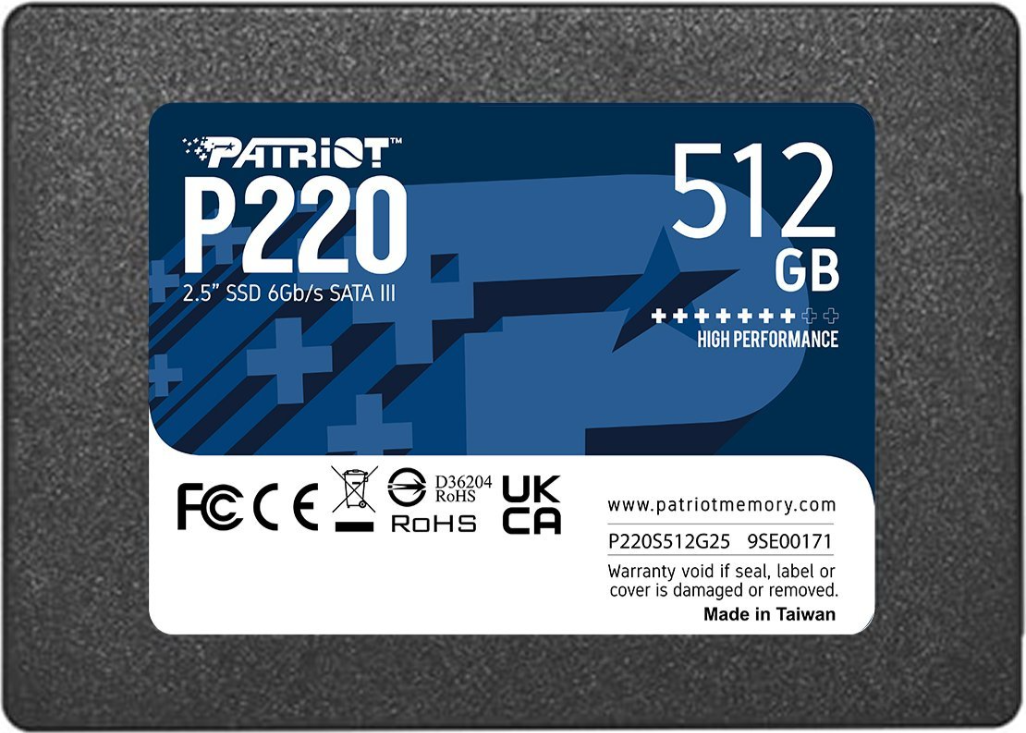 PATRiOT™
P220
2.5” SSD 6Gb/s SATA III
512
GB
HIGH PERFORMANCE
FC CE
D36204
RoHS
RoHS
UK
CA
www.patriotmemory.com
P220S512G25 9SE00171
Warranty void if seal, label or
cover is damaged or removed.
Made in Taiwan